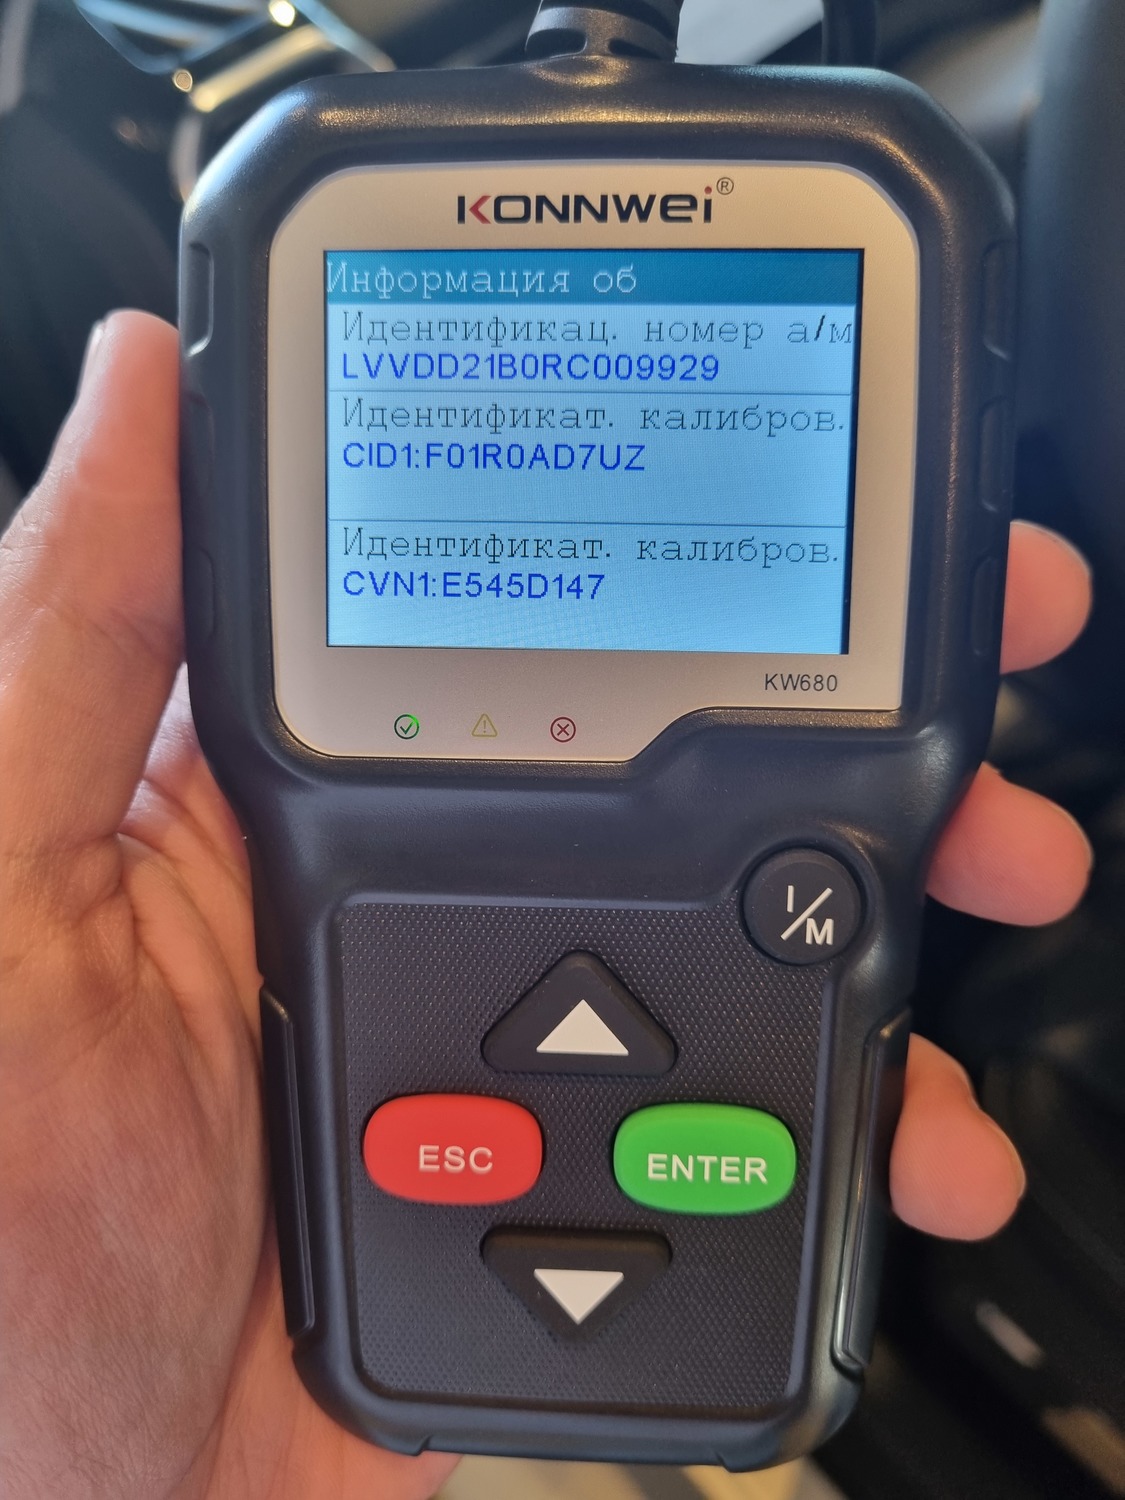 KONNWEI®
Информация об
Идентификац. номер а/м
LVVDD21B0RC009929
Идентификат. калибров.
CID1:F01R0AD7UZ
Идентификат. калибров.
CVN1:E545D147
KW680
I/M
ESC
ENTER